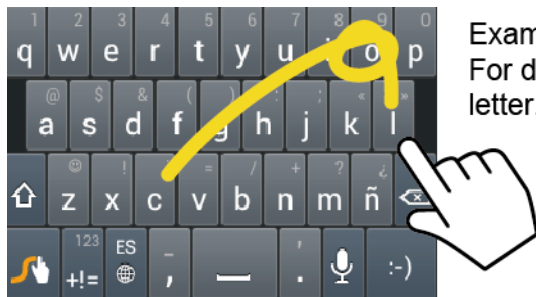 1 2 3 4 5 6 7 8 9 0
q w e r t y u i o p
@ $ & ( ) : ; « »
a s d f g h j k l
! = / + ? ¿
z x c v b n m ñ
123 ES
+!= , . :-)
Exam
For d
letter.